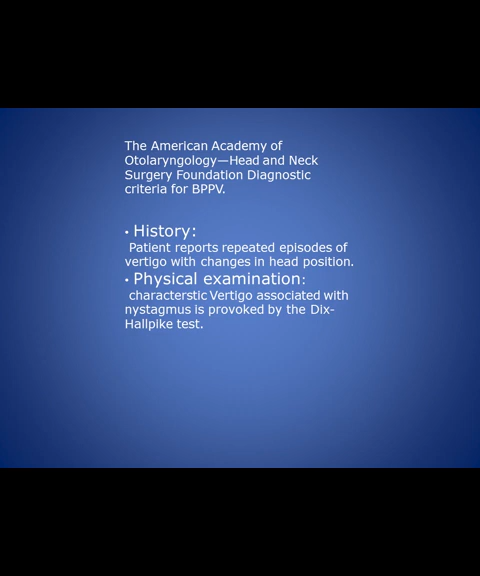 The American Academy of
Otolaryngology—Head and Neck
Surgery Foundation Diagnostic
criteria for BPPV.
• History:
Patient reports repeated episodes of
vertigo with changes in head position.
• Physical examination:
characterstic Vertigo associated with
nystagmus is provoked by the Dix-
Hallpike test.